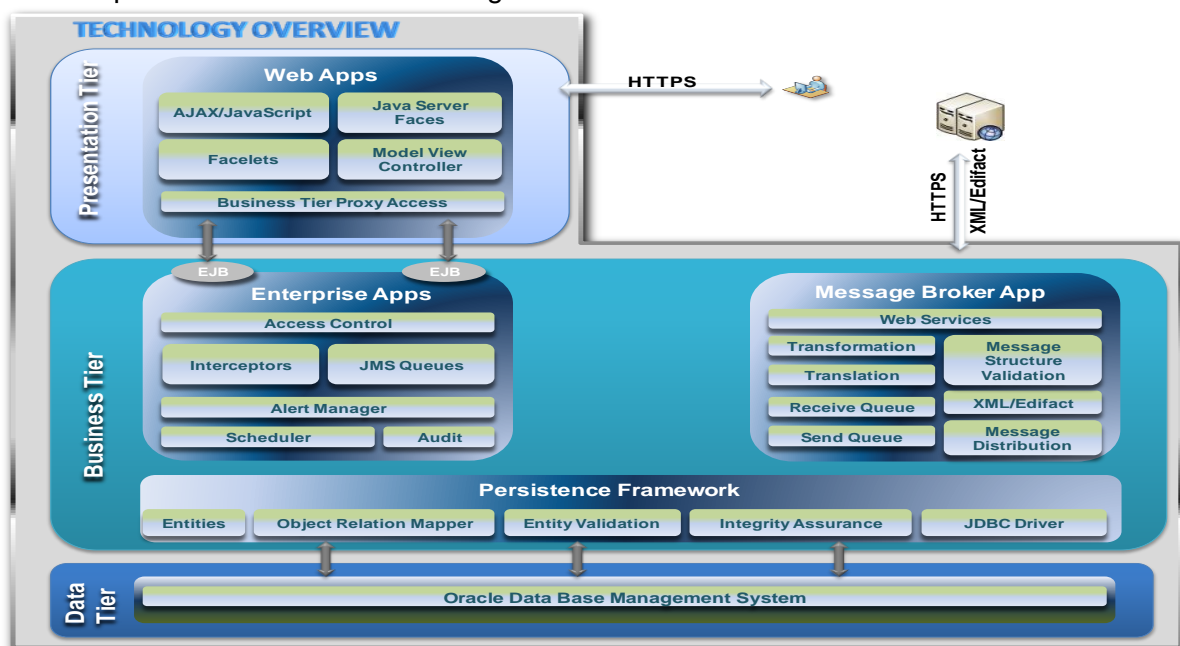 TECHNOLOGY OVERVIEW
Presentation Tier
Web Apps
AJAX/JavaScript
Java Server
Faces
Facelets
Model View
Controller
Business Tier Proxy Access
HTTPS
HTTPS
XML/Edifact
Business Tier
EJB
EJB
Enterprise Apps
Access Control
Interceptors
JMS Queues
Alert Manager
Scheduler
Audit
Message Broker App
Web Services
Transformation
Message
Structure
Validation
Translation
Receive Queue
XML/Edifact
Send Queue
Message
Distribution
Persistence Framework
Entities
Object Relation Mapper
Entity Validation
Integrity Assurance
JDBC Driver
Data
Tier
Oracle Data Base Management System